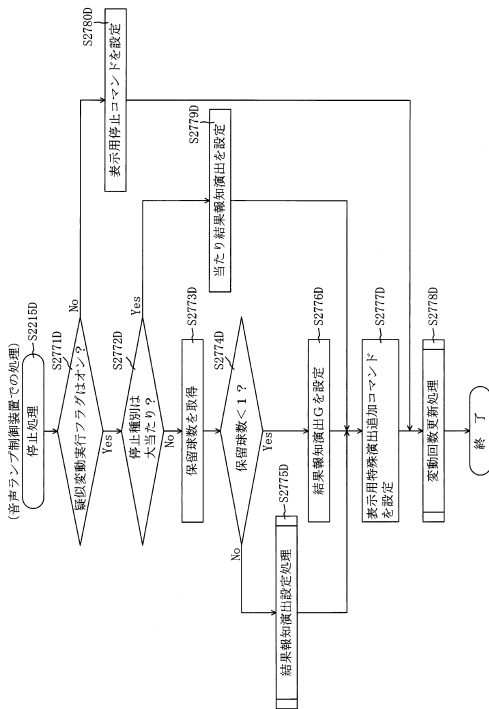 (音声ランプ制御装置での処理)
停止処理
S2215D
疑似変動実行フラグはオン?
S2771D
No
Yes
表示用停止コマンドを設定
S2780D
停止種別は
大当たり?
S2772D
Yes
No
当たり結果報知演出を設定
S2779D
保留球数を取得
S2773D
保留球数<1?
S2774D
No
Yes
結果報知演出設定処理
S2775D
結果報知演出Gを設定
S2776D
表示用特殊演出追加コマンド
を設定
S2777D
変動回数更新処理
S2778D
終了